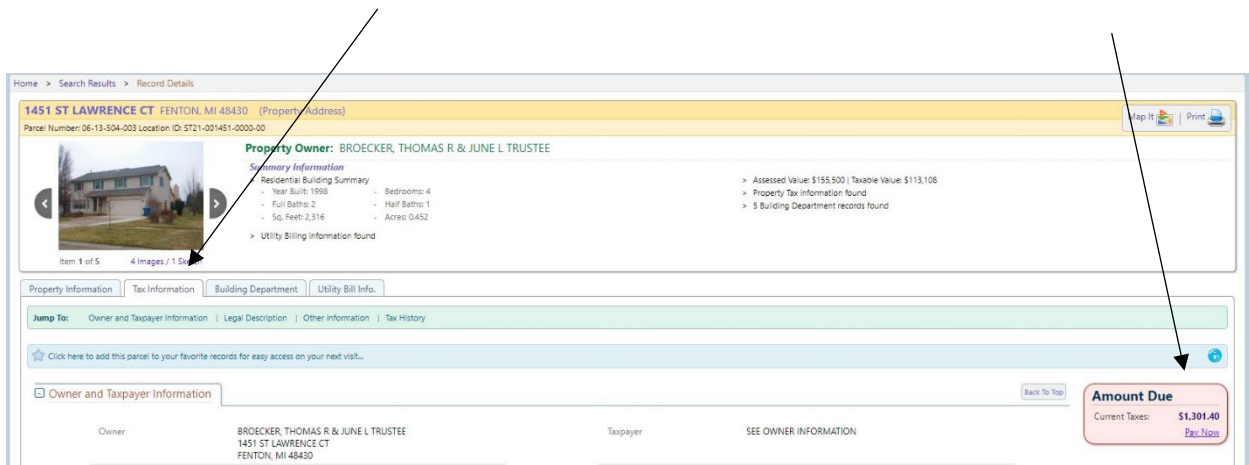 Home > Search Results > Record Details
1451 ST LAWRENCE CT FENTON, MI 48430 (Property Address)
Map It | Print
Parcel Number: 06-13-504-003 Location ID: ST21-001451-0000-00
Property Owner: BROECKER, THOMAS R & JUNE L TRUSTEE
Summary Information
> Residential Building Summary
- Year Built: 1998 - Bedrooms: 4
- Full Baths: 2 - Half Baths: 1
- Sq. Feet: 2,316 - Acres: 0.452
> Utility Billing information found
> Assessed Value: $155,500 | Taxable Value: $113,108
> Property Tax information found
> 5 Building Department records found
Item 1 of 5 4 Images / 1
Property Information Tax Information Building Department Utility Bill Info.
Jump To: Owner and Taxpayer Information | Legal Description | Other Information | Tax History
Click here to add this parcel to your favorite records for easy access on your next visit...
- Owner and Taxpayer Information
Back To Top
Owner BROECKER, THOMAS R & JUNE L TRUSTEE
1451 ST LAWRENCE CT
FENTON, MI 48430
Taxpayer SEE OWNER INFORMATION
Amount Due
Current Taxes: $1,301.40
Pay Now